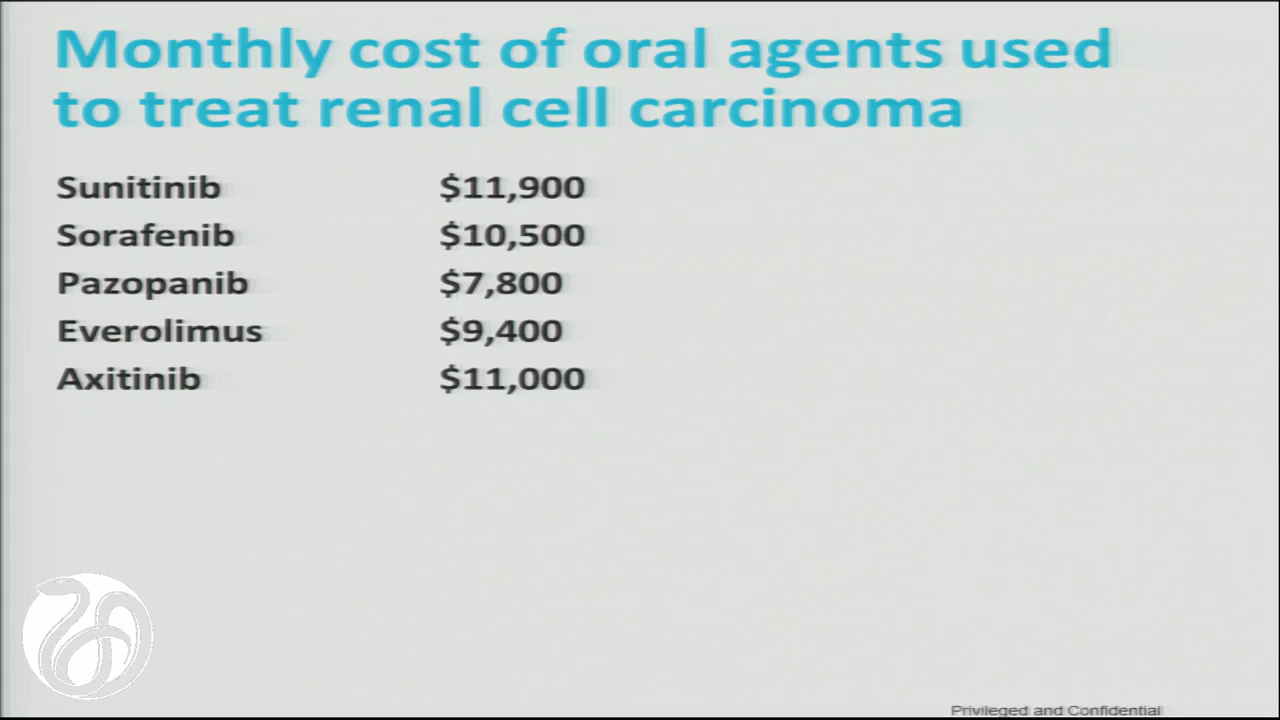 Monthly cost of oral agents used
to treat renal cell carcinoma
Sunitinib $11,900
Sorafenib $10,500
Pazopanib $7,800
Everolimus $9,400
Axitinib $11,000
Privileged and Confidential